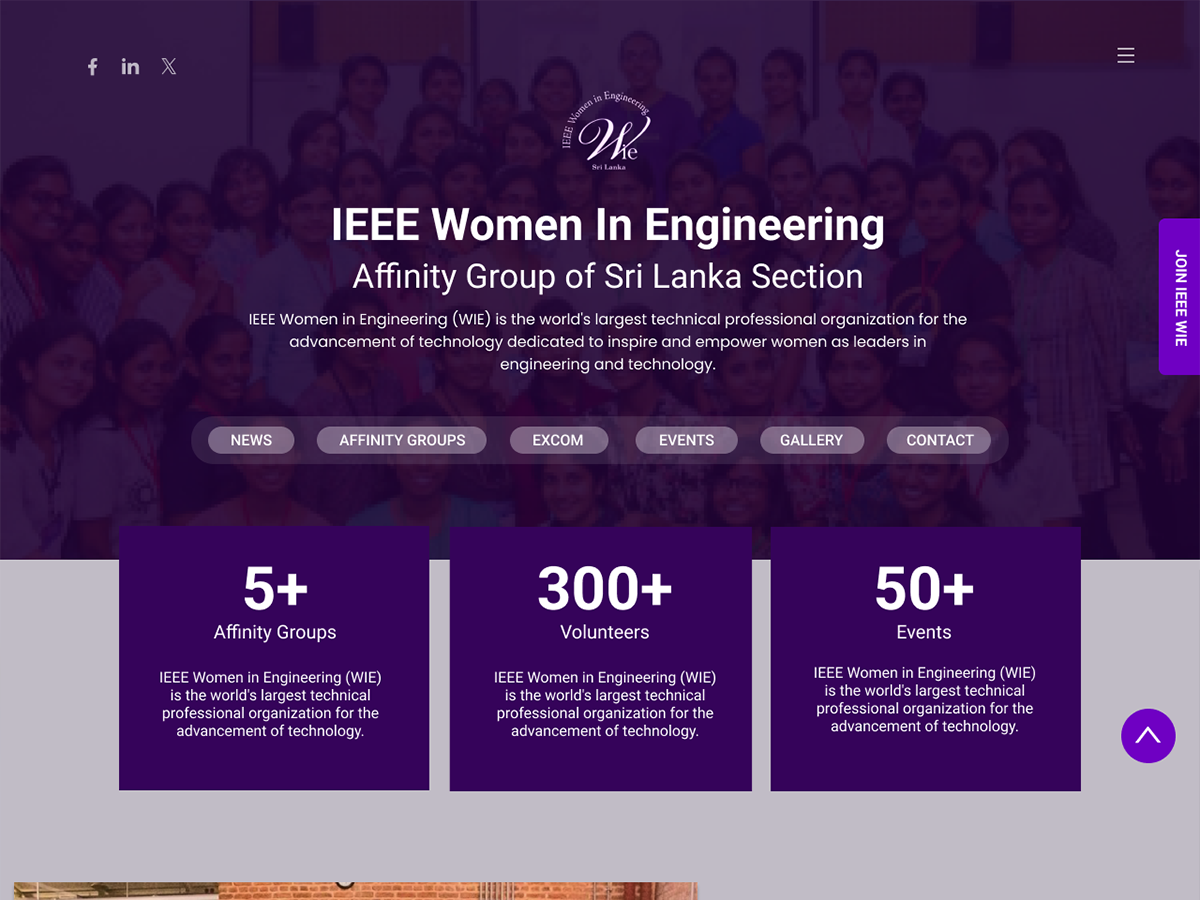 IEEE Women in Engineering
Wie
Sri Lanka
IEEE Women In Engineering
Affinity Group of Sri Lanka Section
IEEE Women in Engineering (WIE) is the world's largest technical professional organization for the
advancement of technology dedicated to inspire and empower women as leaders in
engineering and technology.
JOIN IEEE WIE
NEWS
AFFINITY GROUPS
EXCOM
EVENTS
GALLERY
CONTACT
5+
Affinity Groups
IEEE Women in Engineering (WIE)
is the world's largest technical
professional organization for the
advancement of technology.
300+
Volunteers
IEEE Women in Engineering (WIE)
is the world's largest technical
professional organization for the
advancement of technology.
50+
Events
IEEE Women in Engineering (WIE)
is the world's largest technical
professional organization for the
advancement of technology.